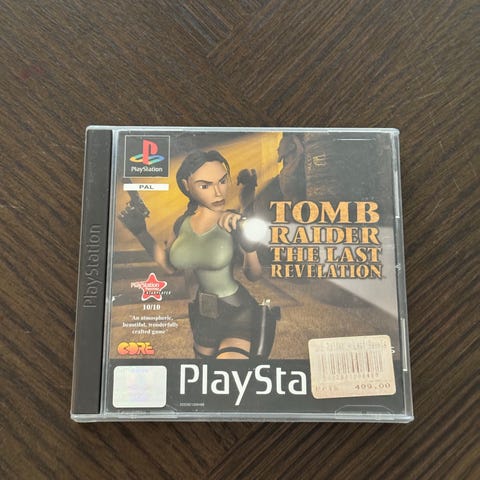 PlayStation
PlayStation
PAL
TOMB
RAIDER
THE LAST
REVELATION
PlayStation
10/10
"An atmospheric,
beautiful, wonderfully
crafted game"
CORE
PlaySta
499.00